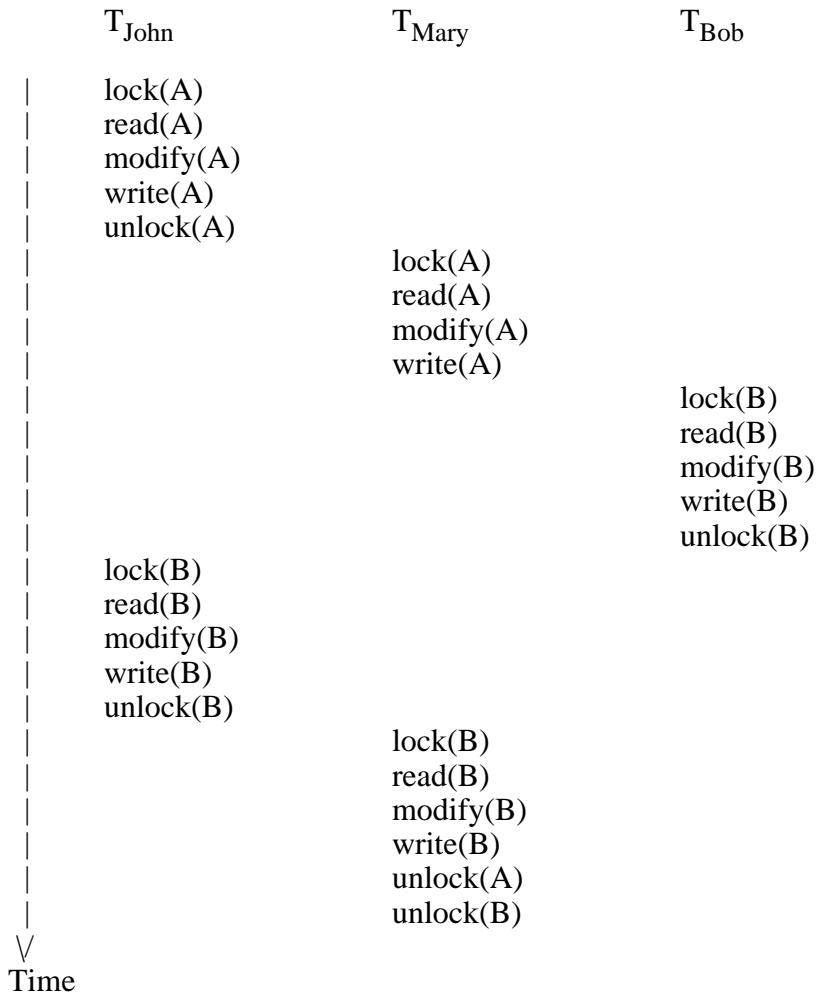 T_John T_Mary T_Bob
lock(A)
read(A)
modify(A)
write(A)
unlock(A)
lock(A)
read(A)
modify(A)
write(A)
lock(B)
read(B)
modify(B)
write(B)
unlock(B)
lock(B)
read(B)
modify(B)
write(B)
unlock(B)
lock(B)
read(B)
modify(B)
write(B)
unlock(A)
unlock(B)
Time